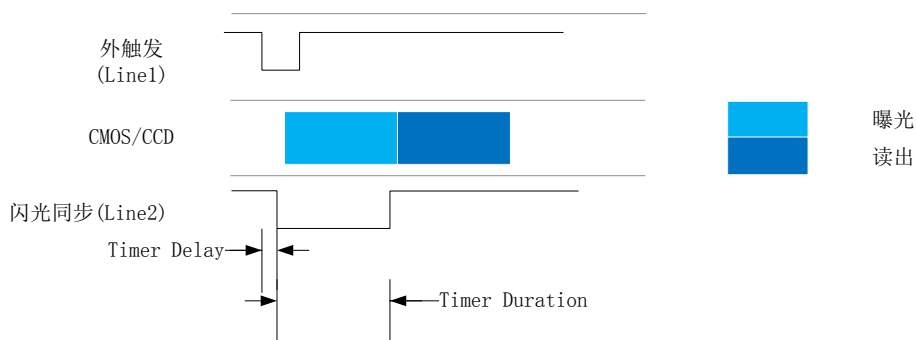 外触发
(Line1)
CMOS/CCD
曝光
读出
闪光同步(Line2)
Timer Delay
Timer Duration